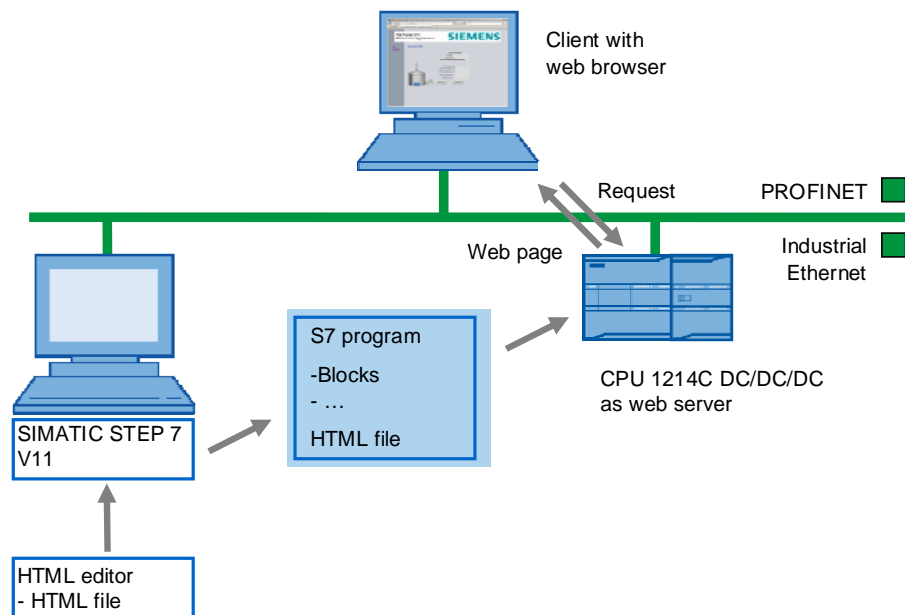 SIEMENS
Client with
web browser
Request
PROFINET
Web page
Industrial
Ethernet
S7 program
-Blocks
- …
HTML file
CPU 1214C DC/DC/DC
as web server
SIMATIC STEP 7
V11
HTML editor
- HTML file